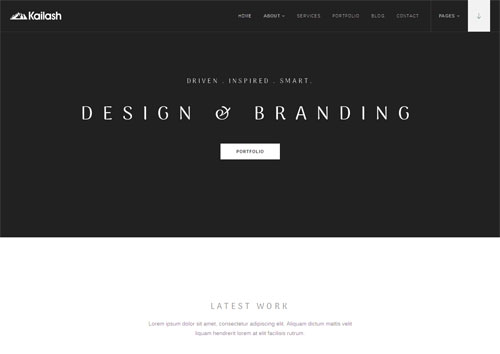 Kailash
HOME
ABOUT
SERVICES
PORTFOLIO
BLOG
CONTACT
PAGES
DRIVEN . INSPIRED . SMART.
DESIGN & BRANDING
PORTFOLIO
LATEST WORK
Lorem ipsum dolor sit amet, consectetur adipiscing elit. Aliquam dictum mattis velit
liquam hendrerit lorem at elit facilisis rutrum.